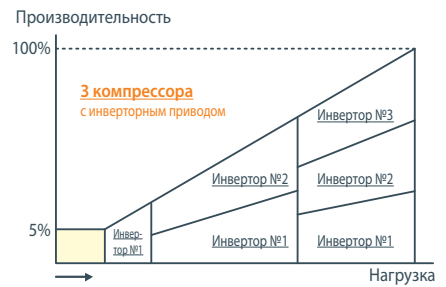 Производительность
100%
3 компрессора
с инверторным приводом
Инвертор №3
Инвертор №2
Инвертор №2
5%
Инвер-
тор №1
Инвертор №1
Инвертор №1
Нагрузка